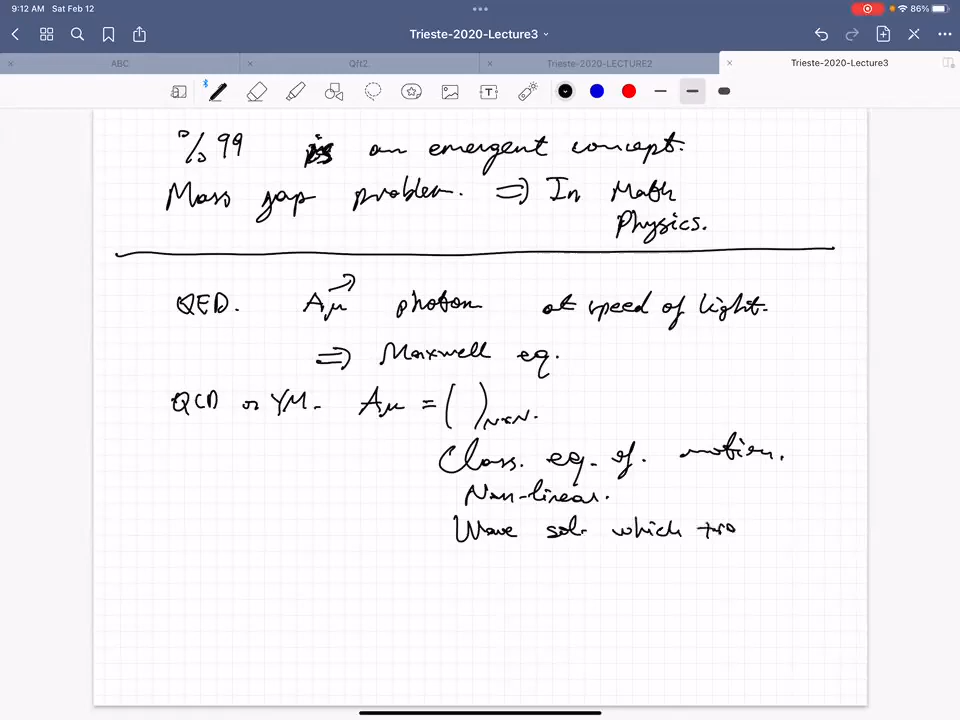 9:12 AM Sat Feb 12
86%
Trieste-2020-Lecture3
ABC
Qft2
Trieste-2020-LECTURE2
Trieste-2020-Lecture3
% 99 is an emergent concept.
Mass gap problem. ⇒ In Math
Physics.
QED. Aμ photon at speed of light.
⇒ Maxwell eq.
QCD or YM. Aμ = ( )N×N.
Class. eq. of. motion.
Non-linear.
Wave sol. which tra